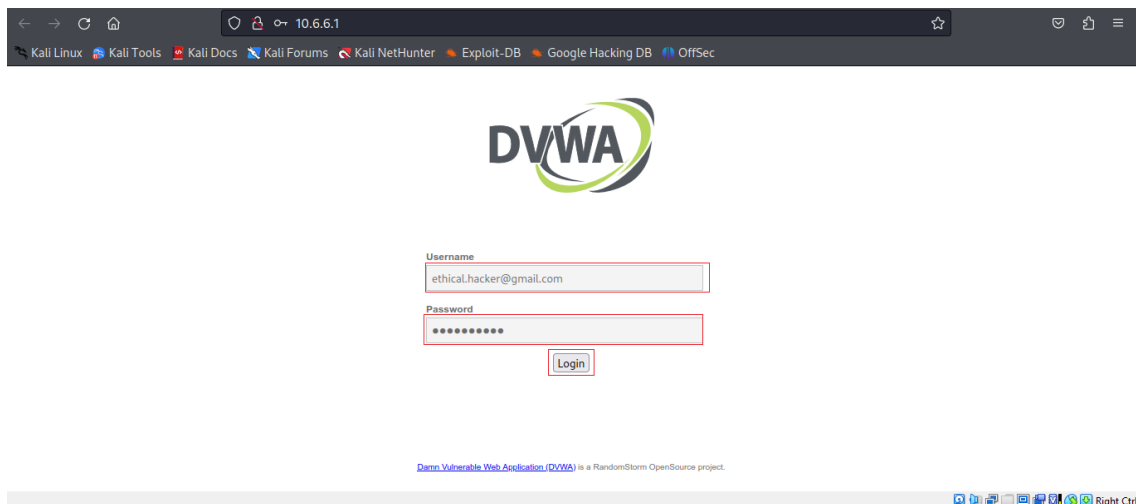 10.6.6.1
Kali Linux Kali Tools Kali Docs Kali Forums Kali NetHunter Exploit-DB Google Hacking DB OffSec
DVWA
Username
ethical.hacker@gmail.com
Password
••••••••••
Login
Damn Vulnerable Web Application (DVWA) is a RandomStorm OpenSource project.
Right Ctrl